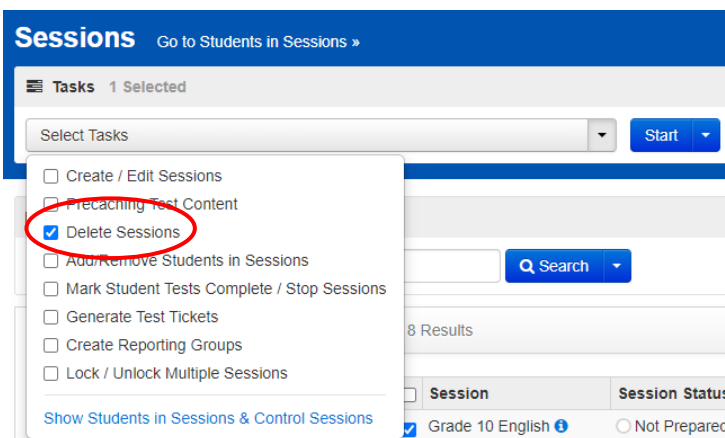 Sessions Go to Students in Sessions »
Tasks 1 Selected
Select Tasks Start
Create / Edit Sessions
Precaching Test Content
Delete Sessions
Add/Remove Students in Sessions
Search
Mark Student Tests Complete / Stop Sessions
Generate Test Tickets
8 Results
Create Reporting Groups
Lock / Unlock Multiple Sessions
Session Session Status
Show Students in Sessions & Control Sessions
Grade 10 English Not Prepared